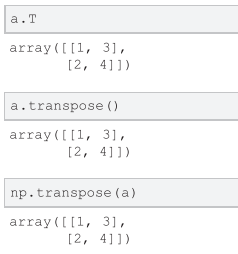 a.T
array([[1, 3],
       [2, 4]])
a.transpose()
array([[1, 3],
       [2, 4]])
np.transpose(a)
array([[1, 3],
       [2, 4]])